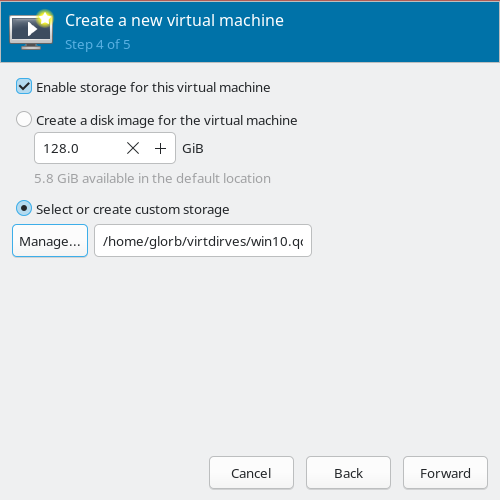 Create a new virtual machine
Step 4 of 5
Enable storage for this virtual machine
Create a disk image for the virtual machine
128.0 GiB
5.8 GiB available in the default location
Select or create custom storage
Manage... /home/glorb/virtdirves/win10.qc
Cancel Back Forward